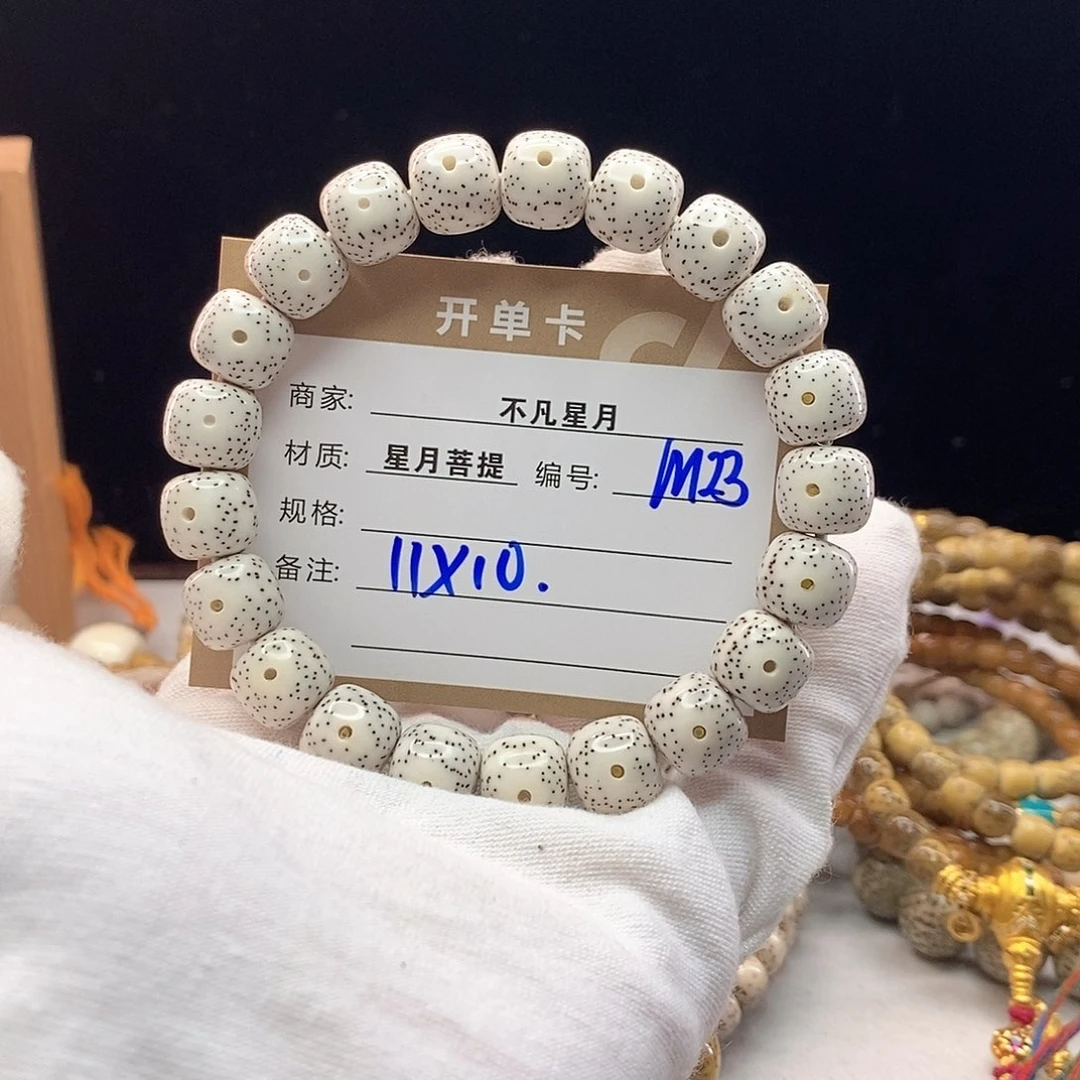 开单卡
商家: 不凡星月
材质: 星月菩提 编号: M23
规格:
备注: 11X10.